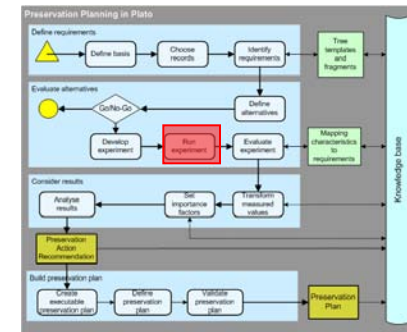 Preservation Planning in Plato
Define requirements
Define basis
Choose
records
Identify
requirements
Tree
templates
and
fragments
Evaluate alternatives
Go/No-Go
Define
alternatives
Develop
experiment
Run
experiment
Evaluate
experiment
Mapping
characteristics
to
requirements
Knowledge base
Consider results
Analyse
results
Set
importance
factors
Transform
measured
values
Preservation
Action
Recommendation
Build preservation plan
Create
executable
preservation plan
Define
preservation
plan
Validate
preservation
plan
Preservation
Plan